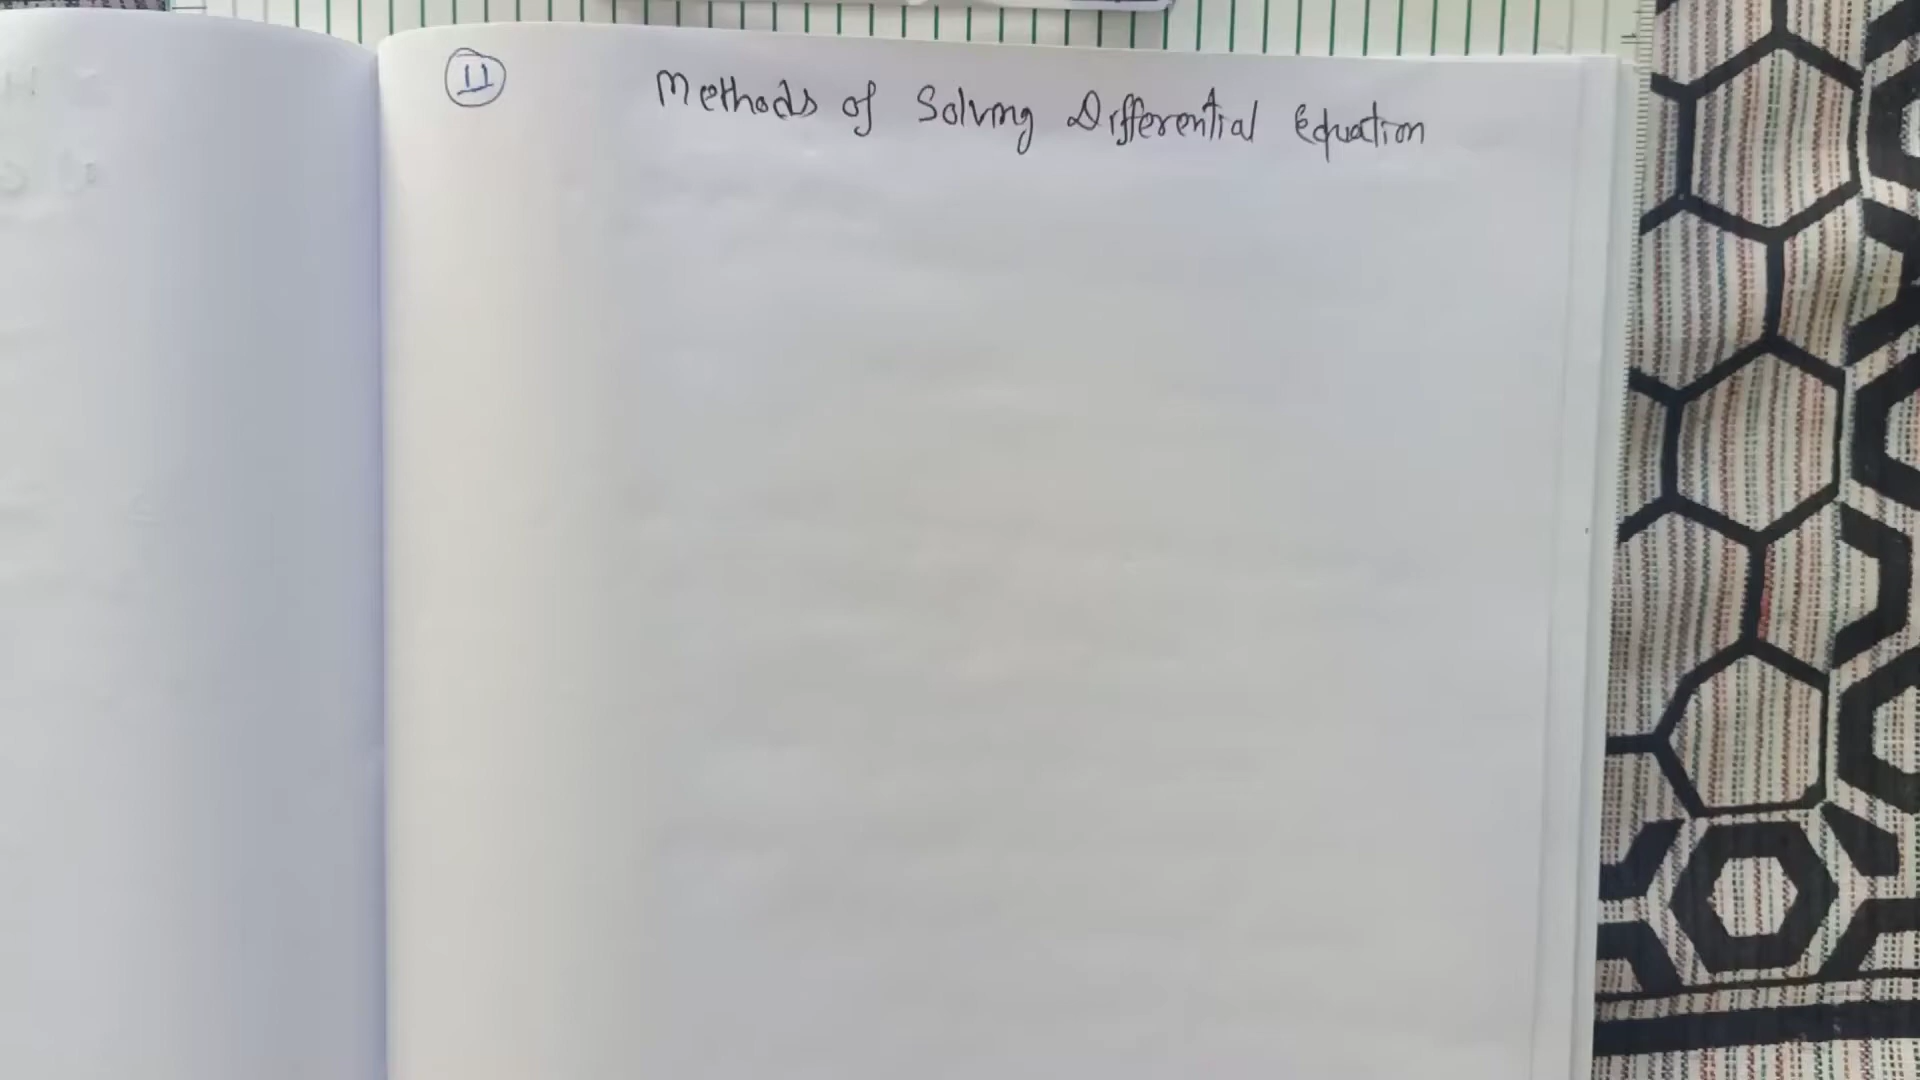 11
Methods of Solving Differential Equation